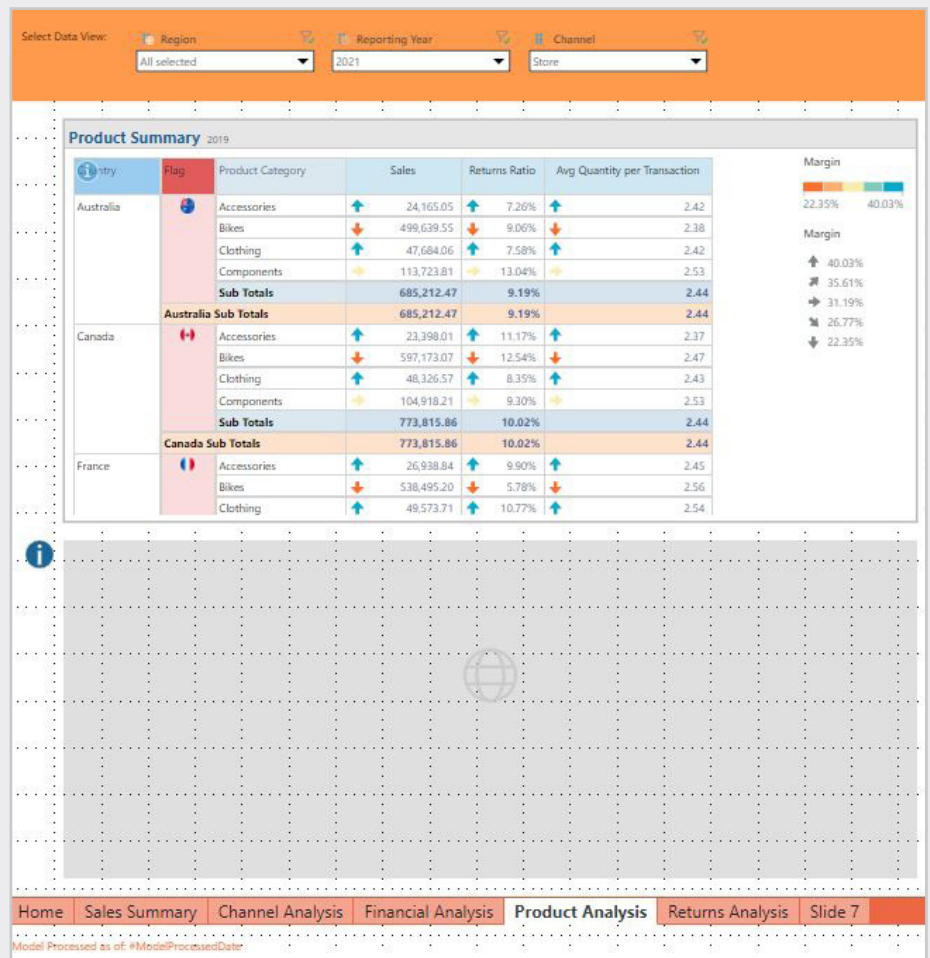 Select Data View: Region Reporting Year Channel
All selected 2021 Store
Product Summary 2019
Flag Product Category Sales Returns Ratio Avg Quantity per Transaction
Margin
22.35% 40.03%
Margin
40.03%
35.61%
31.19%
26.77%
22.35%
Australia Accessories 24,165.05 7.26% 2.42
Bikes 499,639.55 9.06% 2.38
Clothing 47,684.06 7.58% 2.42
Components 113,723.81 13.04% 2.53
Sub Totals 685,212.47 9.19% 2.44
Australia Sub Totals 685,212.47 9.19% 2.44
Canada Accessories 23,398.01 11.17% 2.37
Bikes 597,173.07 12.54% 2.47
Clothing 48,326.57 8.35% 2.43
Components 104,918.21 9.30% 2.53
Sub Totals 773,815.86 10.02% 2.44
Canada Sub Totals 773,815.86 10.02% 2.44
France Accessories 26,938.84 9.90% 2.45
Bikes 538,495.20 5.78% 2.56
Clothing 49,573.71 10.77% 2.54
Home Sales Summary Channel Analysis Financial Analysis Product Analysis Returns Analysis Slide 7
Model Processed as of: #ModelProcessedDate